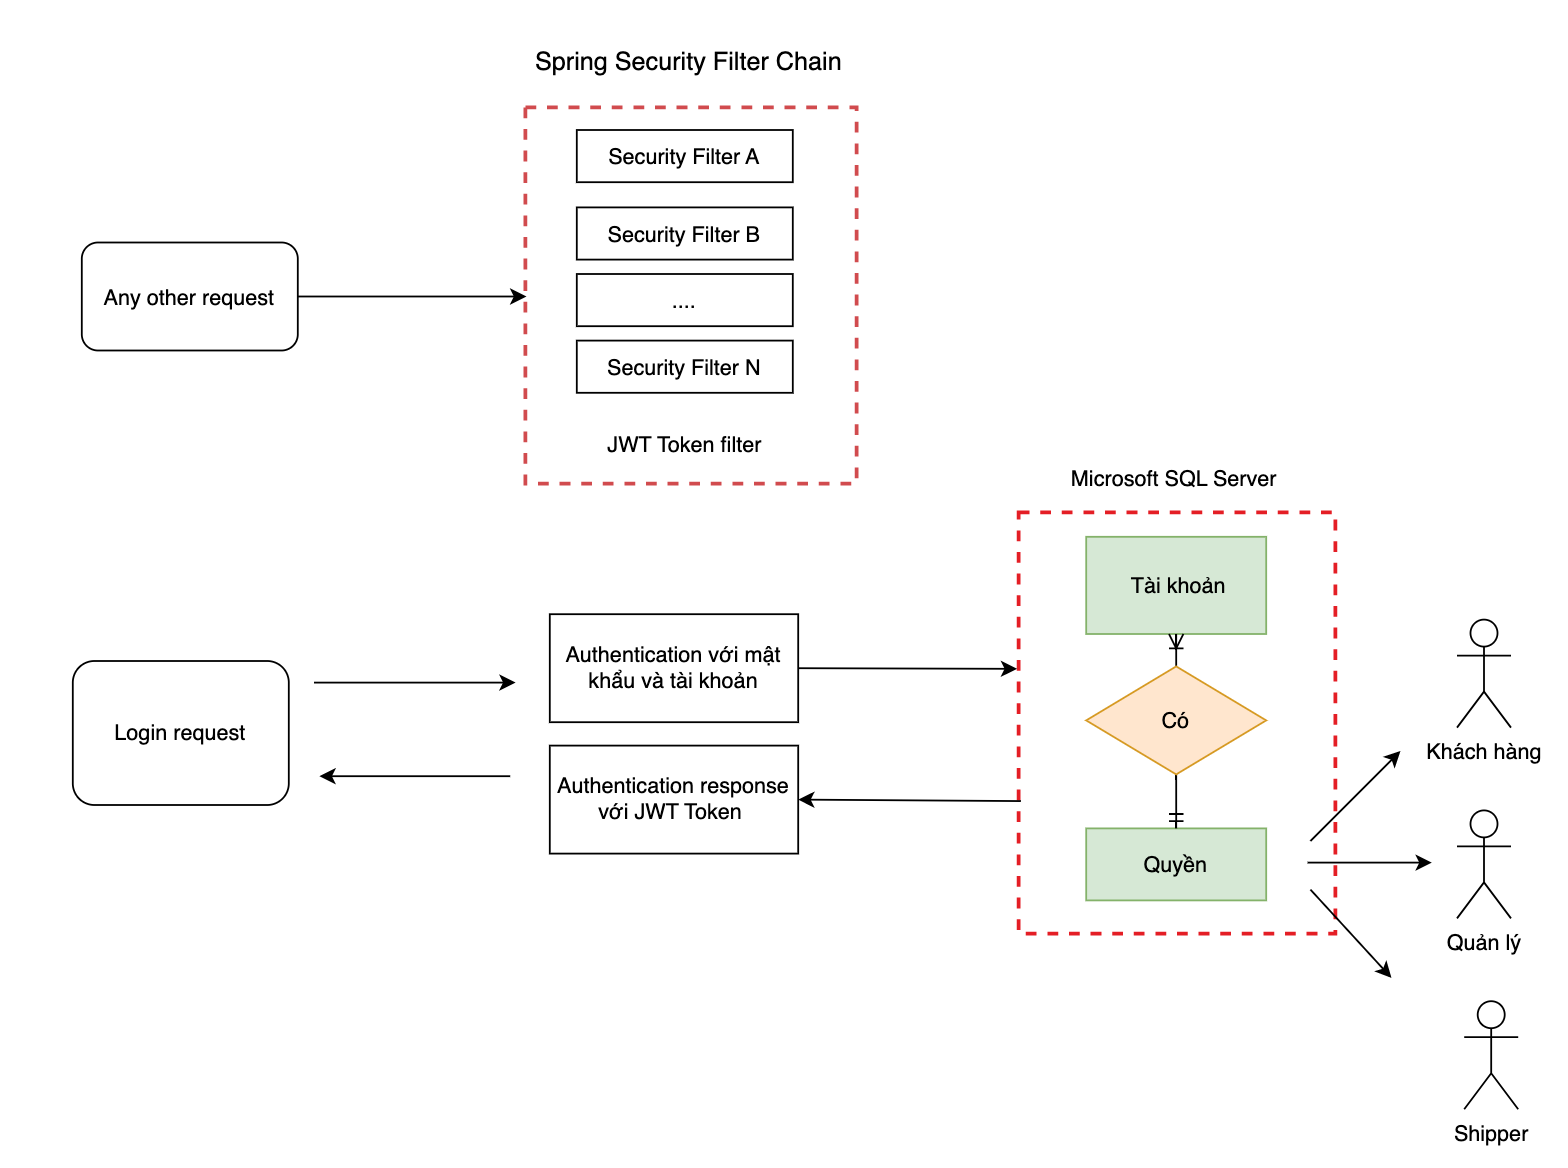 Spring Security Filter Chain
Security Filter A
Security Filter B
....
Security Filter N
JWT Token filter
Any other request
Microsoft SQL Server
Tài khoản
Có
Quyền
Authentication với mật
khẩu và tài khoản
Authentication response
với JWT Token
Login request
Khách hàng
Quản lý
Shipper